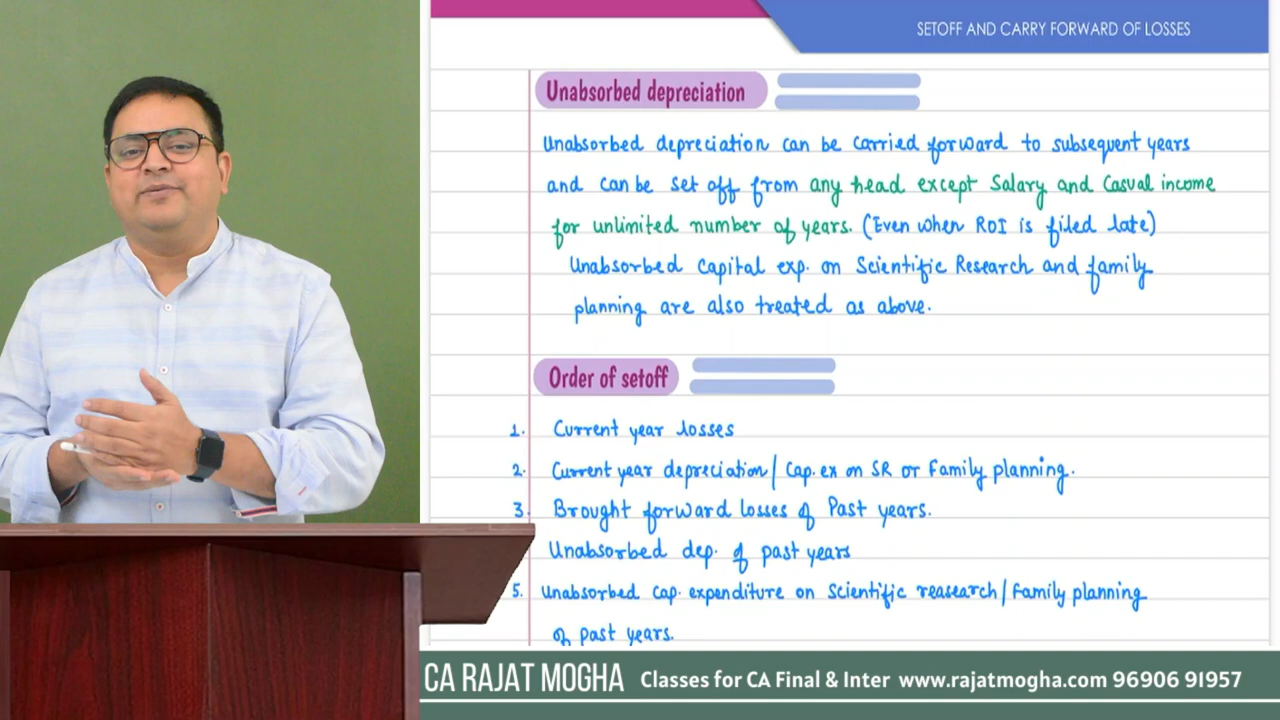 SETOFF AND CARRY FORWARD OF LOSSES
Unabsorbed depreciation
Unabsorbed depreciation can be carried forward to subsequent years
and can be set off from any head except Salary and Casual income
for unlimited number of years. (Even when ROI is filed late)
Unabsorbed Capital exp. on Scientific Research and family
planning are also treated as above.
Order of setoff
1. Current year losses
2. Current year depreciation/ Cap. ex on SR or Family planning.
3. Brought forward losses of Past years.
Unabsorbed dep. of past years
5. Unabsorbed cap. expenditure on Scientific reasearch/Family planning
of past years.
CA RAJAT MOGHA Classes for CA Final & Inter www.rajatmogha.com 96906 91957